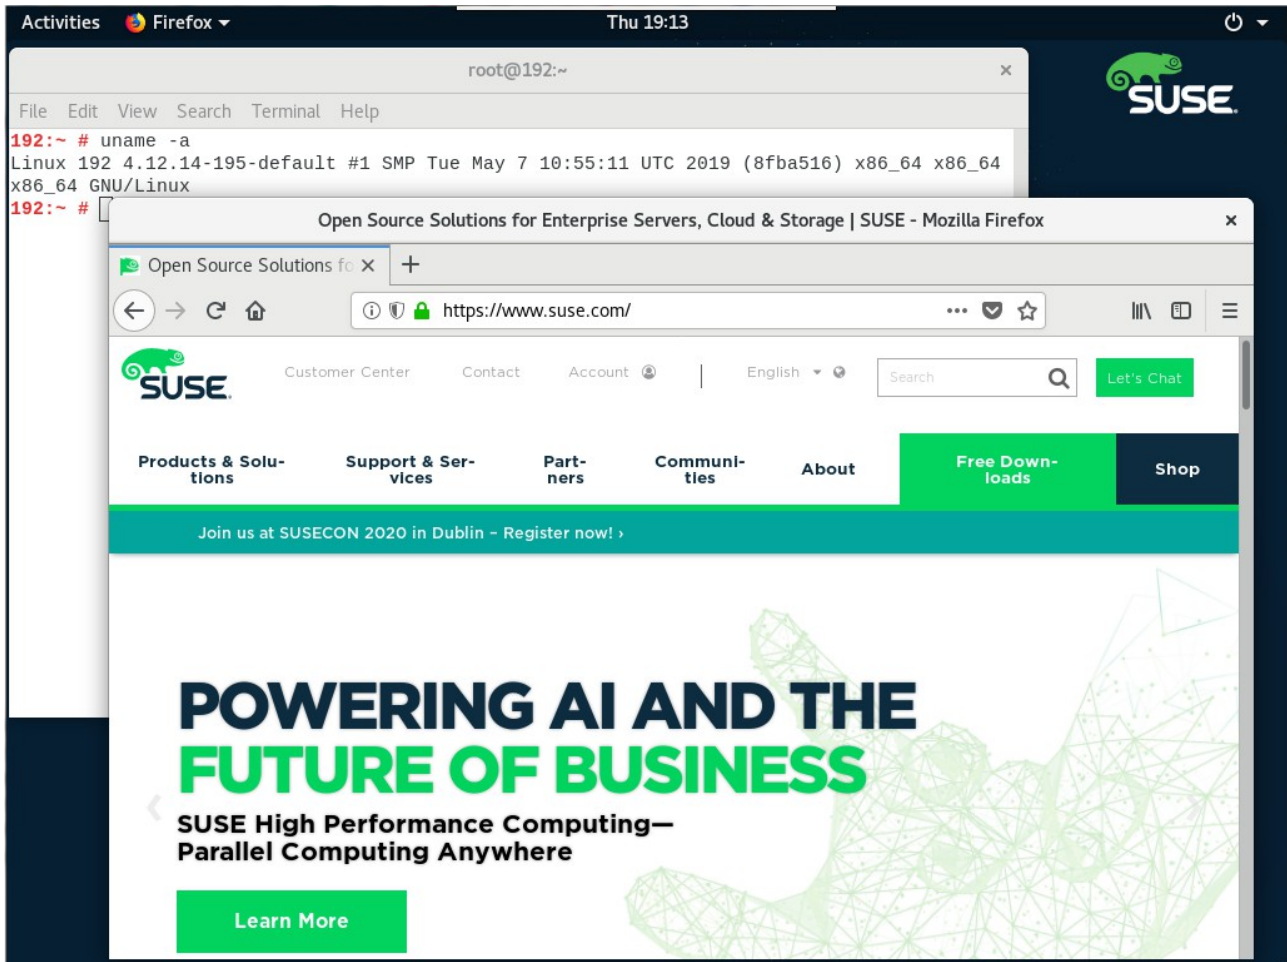 Activities Firefox Thu 19:13
root@192:~
SUSE.
File Edit View Search Terminal Help
192:~ # uname -a
Linux 192 4.12.14-195-default #1 SMP Tue May 7 10:55:11 UTC 2019 (8fba516) x86_64 x86_64
x86_64 GNU/Linux
192:~ #
Open Source Solutions for Enterprise Servers, Cloud & Storage | SUSE - Mozilla Firefox
Open Source Solutions fo
https://www.suse.com/
SUSE. Customer Center Contact Account | English Search Let's Chat
Products & Solu-
tions
Support & Ser-
vices
Part-
ners
Communi-
ties
About
Free Down-
loads
Shop
Join us at SUSECON 2020 in Dublin – Register now! ›
POWERING AI AND THE
FUTURE OF BUSINESS
SUSE High Performance Computing—
Parallel Computing Anywhere
Learn More